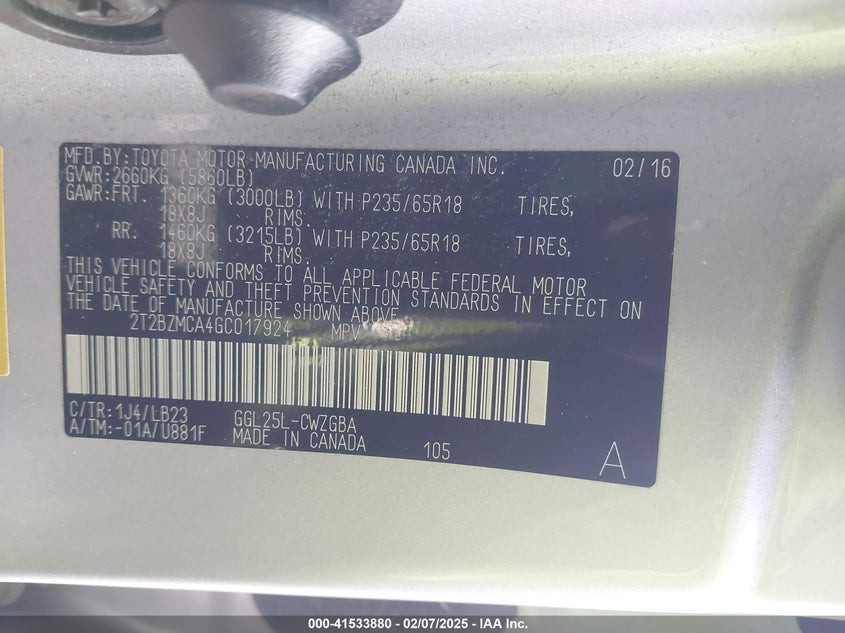 MFD.BY:TOYOTA MOTOR MANUFACTURING CANADA INC. 02/16
GVWR:2660KG (5860LB)
GAWR:FRT. 1360KG (3000LB) WITH P235/65R18 TIRES,
18X8J RIMS.
RR. 1460KG (3215LB) WITH P235/65R18 TIRES,
18X8J RIMS.
THIS VEHICLE CONFORMS TO ALL APPLICABLE FEDERAL MOTOR
VEHICLE SAFETY AND THEFT PREVENTION STANDARDS IN EFFECT ON
THE DATE OF MANUFACTURE SHOWN ABOVE.
2T2BZMCA4GC017924 MPV
C/TR:1J4/LB23 GGL25L-CWZGBA
A/TM:-01A/U881F MADE IN CANADA 105
A
000-41533880 - 02/07/2025 - IAA Inc.